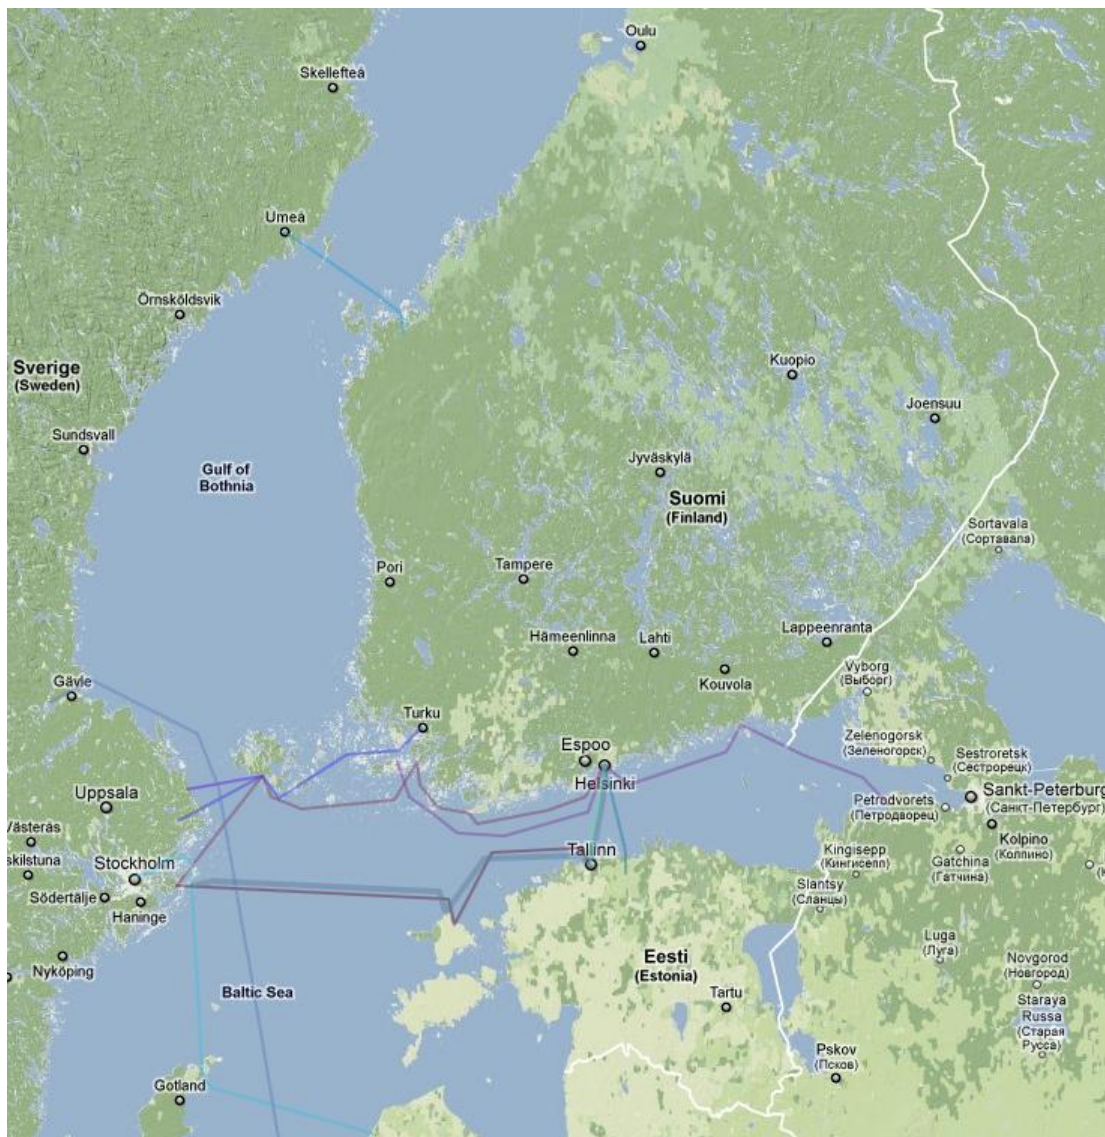 Oulu
Skellefteå
Umeå
Örnsköldsvik
Sverige
(Sweden)
Kuopio
Joensuu
Sundsvall
Gulf of
Bothnia
Jyväskylä
Suomi
(Finland)
Sortavala
(Сортавала)
Pori
Tampere
Hämeenlinna
Lahti
Lappeenranta
Kouvola
Vyborg
(Выборг)
Gävle
Turku
Espoo
Helsinki
Zelenogorsk
(Зеленогорск)
Sestroretsk
(Сестрорецк)
Uppsala
Petrodvorets
(Петродворец)
Sankt-Peterburg
(Санкт-Петербург)
Västerås
Kolpino
(Колпино)
Tallinn
Kingisepp
(Кингисепп)
Gatchina
(Гатчина)
skilstuna
Stockholm
Södertälje
Haninge
Slantsy
(Сланцы)
Nyköping
Eesti
(Estonia)
Luga
(Луга)
Novgorod
(Новгород)
Baltic Sea
Tartu
Staraya
Russa
(Старая
Русса)
Pskov
(Псков)
Gotland